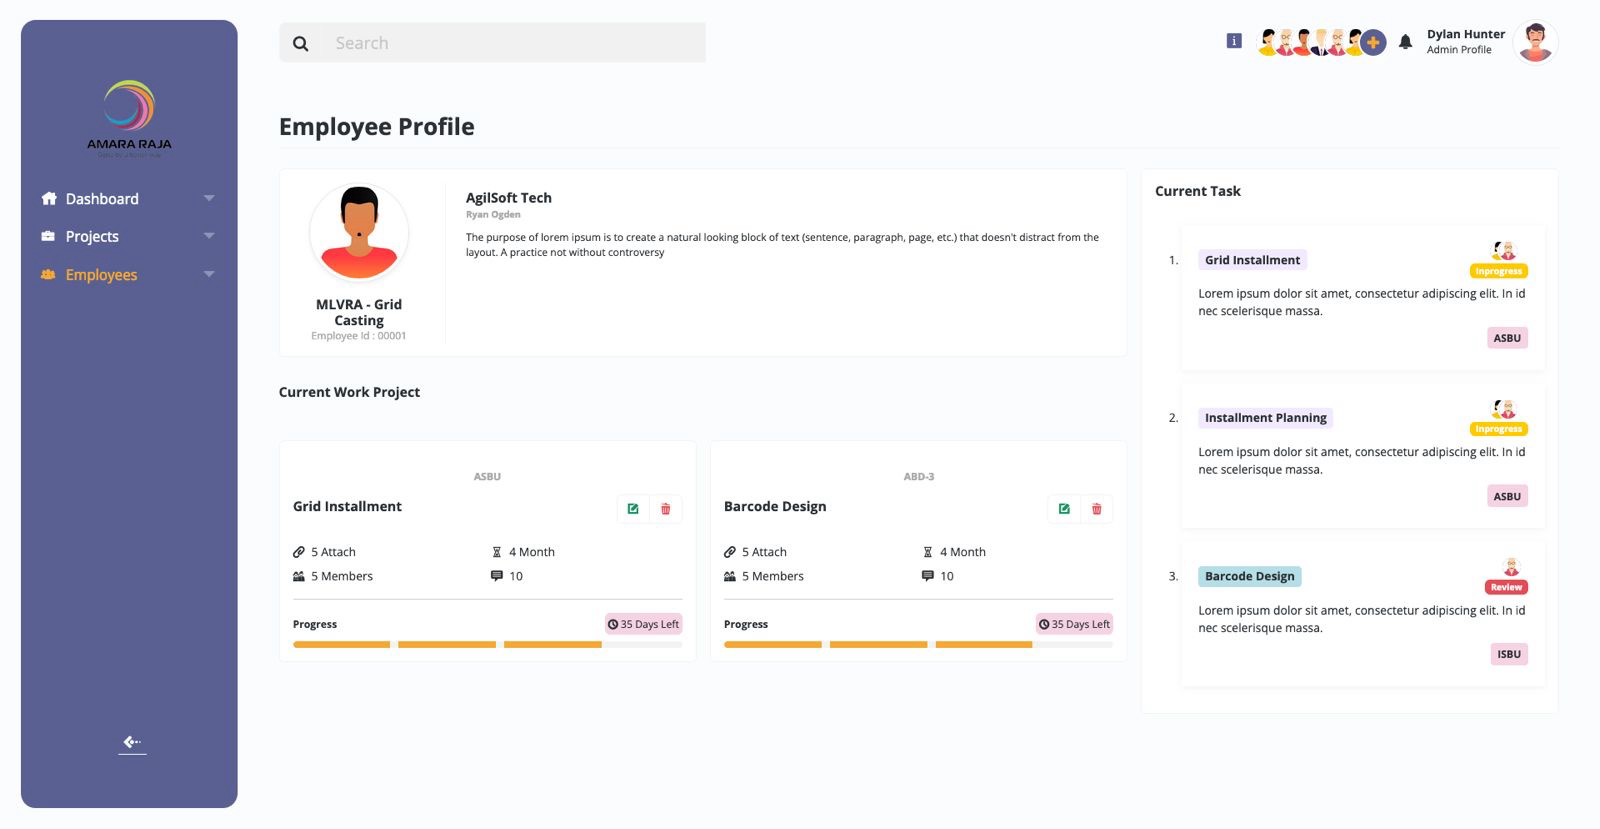 AMARA RAJA
Dashboard
Projects
Employees
Search
Dylan Hunter
Admin Profile
Employee Profile
MLVRA - Grid
Casting
Employee Id : 00001
AgilSoft Tech
Ryan Ogden
The purpose of lorem ipsum is to create a natural looking block of text (sentence, paragraph, page, etc.) that doesn't distract from the
layout. A practice not without controversy
Current Work Project
ASBU
Grid Installment
5 Attach
4 Month
5 Members
10
Progress
35 Days Left
ABD-3
Barcode Design
5 Attach
4 Month
5 Members
10
Progress
35 Days Left
Current Task
1.
Grid Installment
Inprogress
Lorem ipsum dolor sit amet, consectetur adipiscing elit. In id
nec scelerisque massa.
ASBU
2.
Installment Planning
Inprogress
Lorem ipsum dolor sit amet, consectetur adipiscing elit. In id
nec scelerisque massa.
ASBU
3.
Barcode Design
Review
Lorem ipsum dolor sit amet, consectetur adipiscing elit. In id
nec scelerisque massa.
ISBU